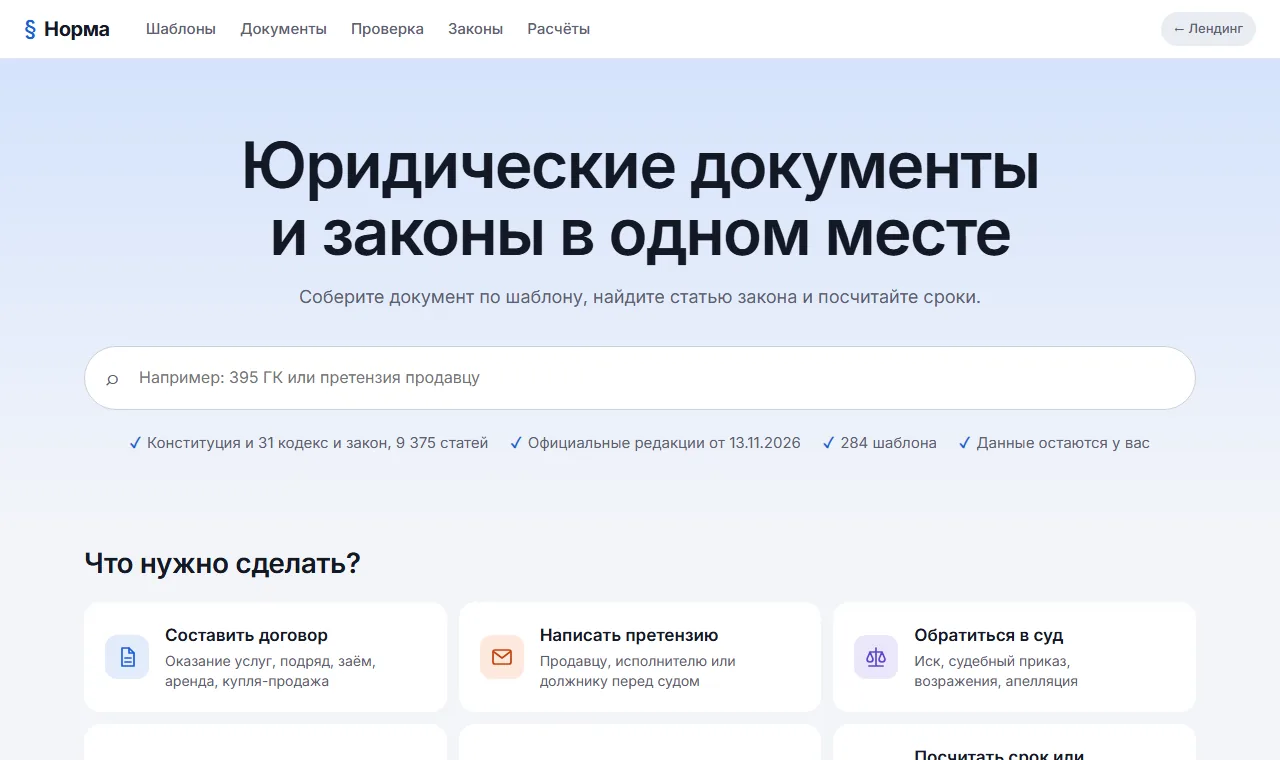 § Норма Шаблоны Документы Проверка Законы Расчёты ← Лендинг
Юридические документы
и законы в одном месте
Соберите документ по шаблону, найдите статью закона и посчитайте сроки.
Например: 395 ГК или претензия продавцу
✓ Конституция и 31 кодекс и закон, 9 375 статей ✓ Официальные редакции от 13.11.2026 ✓ 284 шаблона ✓ Данные остаются у вас
Что нужно сделать?
Составить договор
Оказание услуг, подряд, заём,
аренда, купля-продажа
Написать претензию
Продавцу, исполнителю или
должнику перед судом
Обратиться в суд
Иск, судебный приказ,
возражения, апелляция
Посчитать срок или